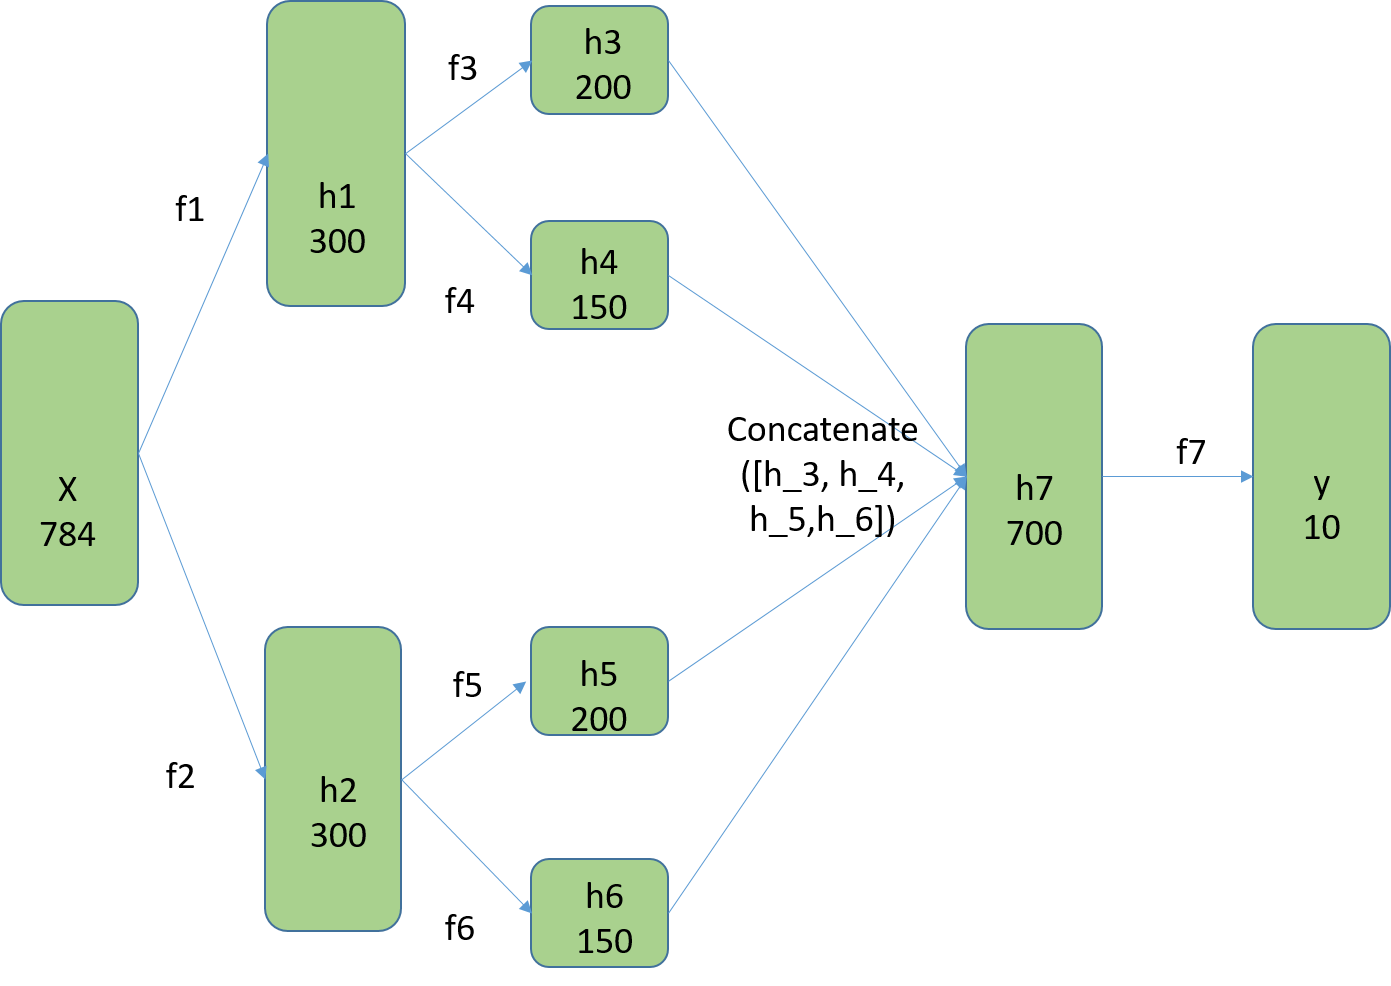 h3
200
f3
h1
300
f1
h4
150
f4
X
784
Concatenate
([h_3, h_4,
h_5,h_6])
h7
700
f7
y
10
f5
h5
200
f2
h2
300
f6
h6
150